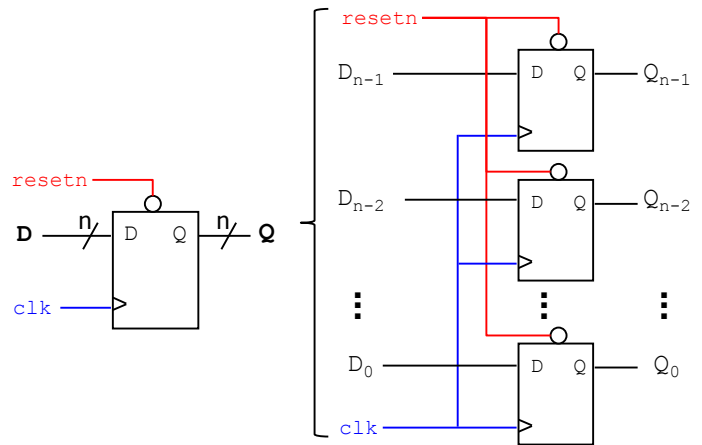 resetn
D n D Q n Q
clk
resetn
Dn-1 D Q Qn-1
Dn-2 D Q Qn-2
D0 D Q Q0
clk